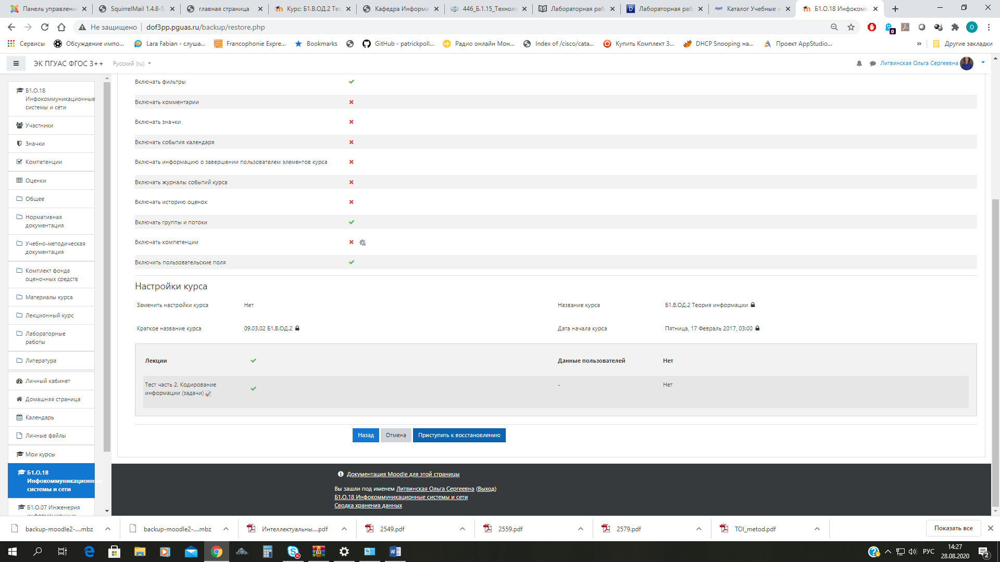 Панель управлени
SquirrelMail 1.4.8-5.
главная страница
Курс: Б1.В.ОД.2 Тес
Кафедра Информа
446_Б.1.15_Технолс
Лабораторная раб
Лабораторная раб
Каталог Учебные и
Б1.О.18 Инфокомм
Не защищено
dof3pp.pguas.ru/backup/restore.php
0
O
Сервисы
Обсуждение импо...
Lara Fabian - слуша...
Francophonie Expre...
Bookmarks
GitHub - patrickpoll...
Радио онлайн Мон...
Index of /cisco/cata...
Купить Комплект 3...
DHCP Snooping на...
Проект AppStudio...
»
Другие закладки
ЭК ПГУАС ФГОС 3++
Русский (ru)
Литвинская Ольга Сергеевна
Б1.О.18
Инфокоммуникационные
системы и сети
Участники
Значки
Компетенции
Оценки
Общее
Нормативная
документация
Учебно-методическая
документация
Комплект фонда
оценочных средств
Материалы курса
Лекционный курс
Лабораторные
работы
Литература
Личный кабинет
Домашняя страница
Календарь
Личные файлы
Мои курсы
Б1.О.18
Инфокоммуникационные
системы и сети
Б1.О.07 Инженерия
информационных
Включать фильтры
Включать комментарии
Включать значки
Включать события календаря
Включать информацию о завершении пользователем элементов курса
Включать журналы событий курса
Включать историю оценок
Включать группы и потоки
Включать компетенции
Включить пользовательские поля
Настройки курса
Заменить настройки курса
Нет
Название курса
Б1.В.ОД.2 Теория информации
Краткое название курса
09.03.02 Б1.В.ОД.2
Дата начала курса
Пятница, 17 Февраль 2017, 03:00
Лекции
Данные пользователей
Нет
Тест часть 2. Кодирование
информации (задачи)
-
Нет
Назад
Отмена
Приступить к восстановлению
Документация Moodle для этой страницы
Вы зашли под именем Литвинская Ольга Сергеевна (Выход)
Б1.О.18 Инфокоммуникационные системы и сети
Сводка хранения данных
backup-moodle2-....mbz
backup-moodle2-....mbz
Интеллектуальны....pdf
2549.pdf
2559.pdf
2579.pdf
TOI_metod.pdf
Показать все
РУС
14:27
28.08.2020
2